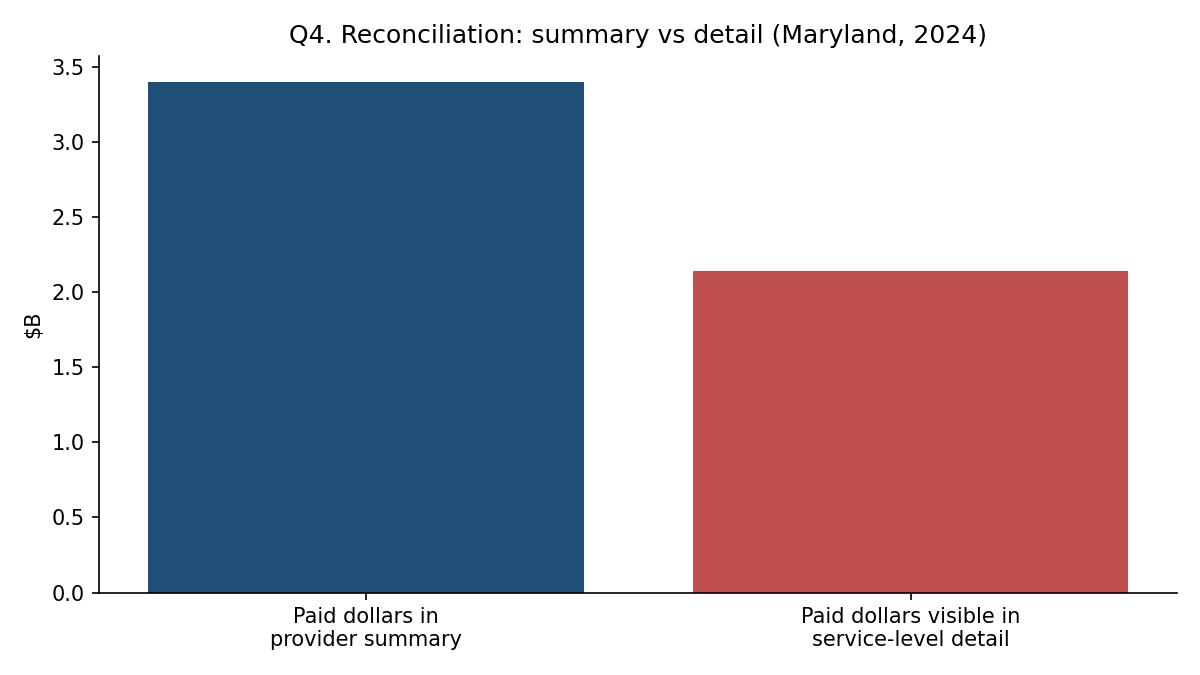 Q4. Reconciliation: summary vs detail (Maryland, 2024)
3.5
3.0
2.5
2.0
1.5
1.0
0.5
0.0
$B
Paid dollars in
provider summary
Paid dollars visible in
service-level detail